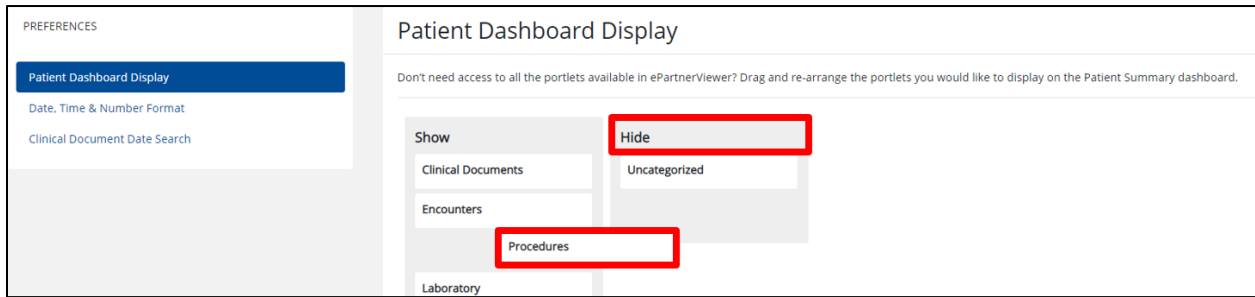 PREFERENCES
Patient Dashboard Display
Date, Time & Number Format
Clinical Document Date Search
Patient Dashboard Display
Don't need access to all the portlets available in ePartnerViewer? Drag and re-arrange the portlets you would like to display on the Patient Summary dashboard.
Show
Clinical Documents
Encounters
Procedures
Laboratory
Hide
Uncategorized